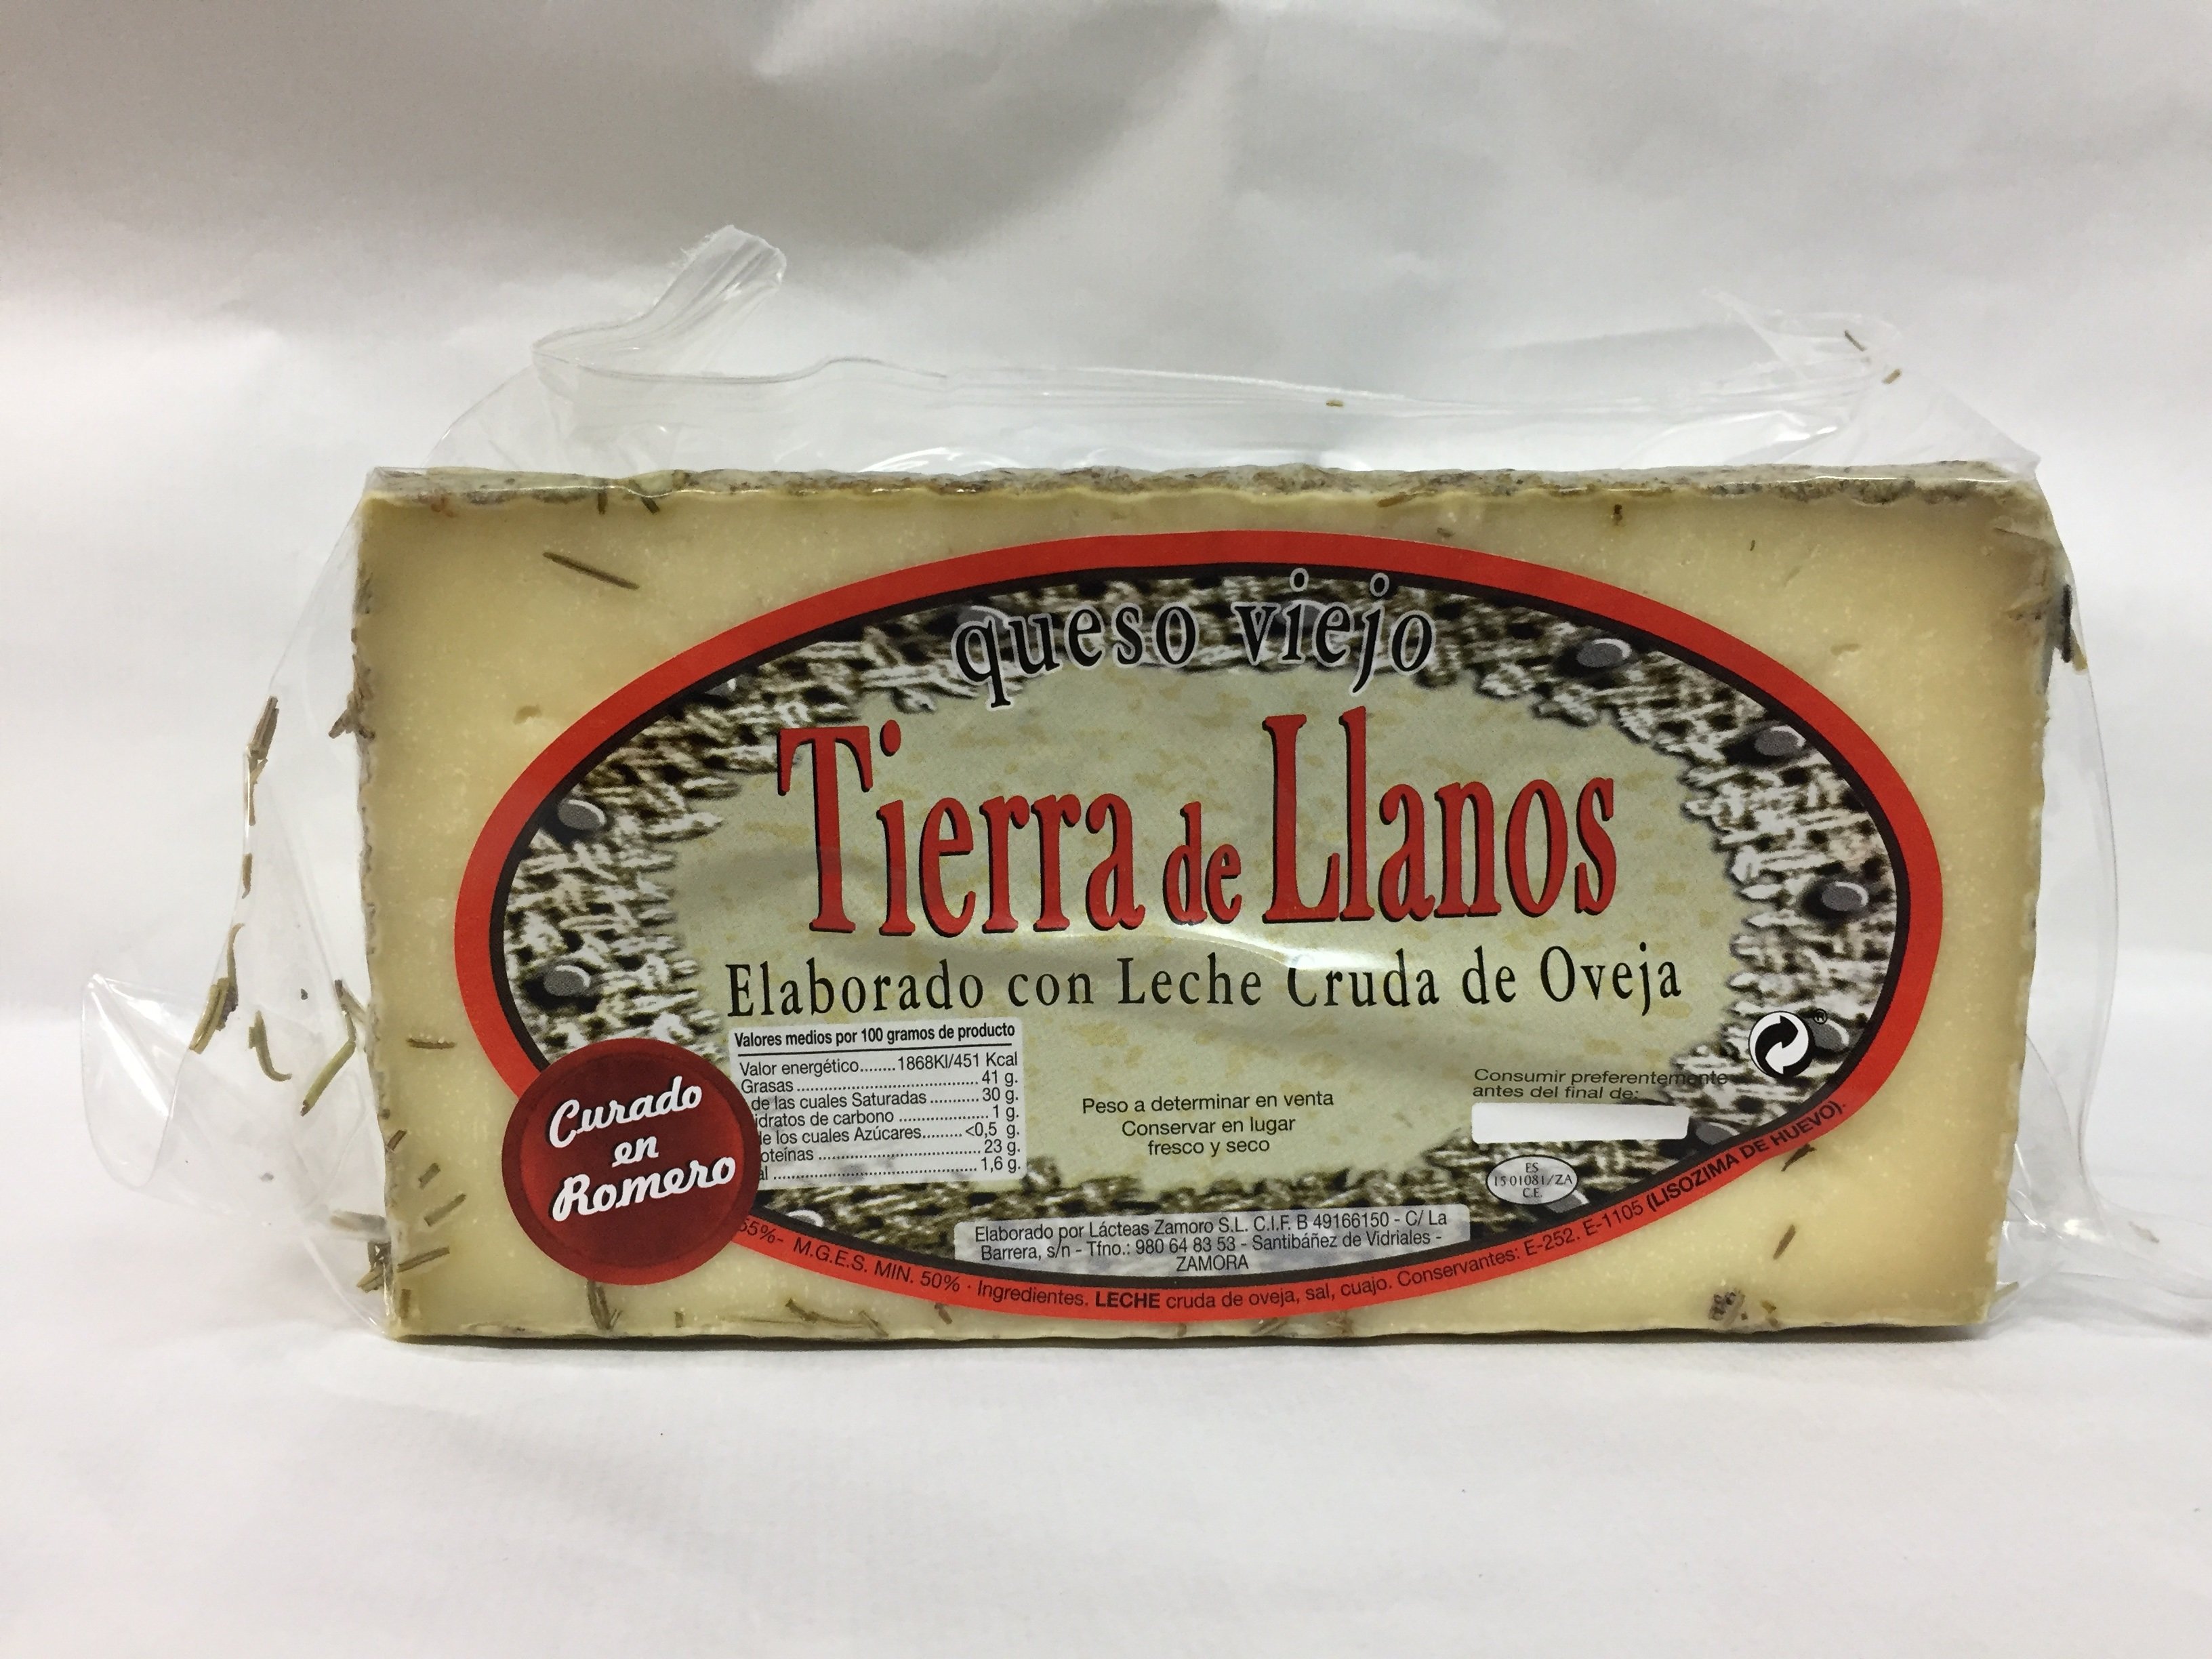 queso viejo
Tierra de Llanos
Elaborado con Leche Cruda de Oveja
Valores medios por 100 gramos de producto
Valor energético........1868KI/451 Kcal
Grasas ........................................ 41 g.
de las cuales Saturadas ........... 30 g.
idratos de carbono ..................... 1 g.
le los cuales Azúcares......... <0,5 g.
oteínas ..................................... 23 g.
al ............................................. 1,6 g.
Curado
en
Romero
Peso a determinar en venta
Conservar en lugar
fresco y seco
Consumir preferentemente
antes del final de:
®
ES
15 01081/ZA
C.E.
Elaborado por Lácteas Zamoro S.L. C.I.F. B 49166150 - C/ La
Barrera, s/n - Tfno.: 980 64 83 53 - Santibáñez de Vidriales -
ZAMORA
55%- M.G.E.S. MIN. 50% · Ingredientes. LECHE cruda de oveja, sal, cuajo. Conservantes: E-252. E-1105 (LISOZIMA DE HUEVO).